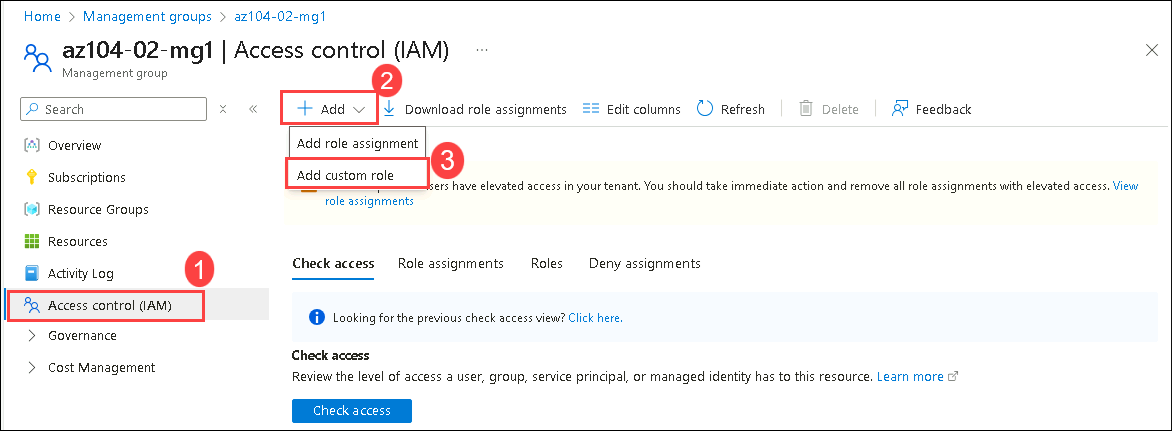 Home > Management groups > az104-02-mg1
az104-02-mg1 | Access control (IAM) ...
Management group
Search
+ Add
2
Download role assignments
Edit columns
Refresh
Delete
Feedback
Add role assignment
Add custom role
3
sers have elevated access in your tenant. You should take immediate action and remove all role assignments with elevated access. View
role assignments
Overview
Subscriptions
Resource Groups
Resources
Activity Log
1
Access control (IAM)
Governance
Cost Management
Check access
Role assignments
Roles
Deny assignments
Looking for the previous check access view? Click here.
Check access
Review the level of access a user, group, service principal, or managed identity has to this resource. Learn more
Check access